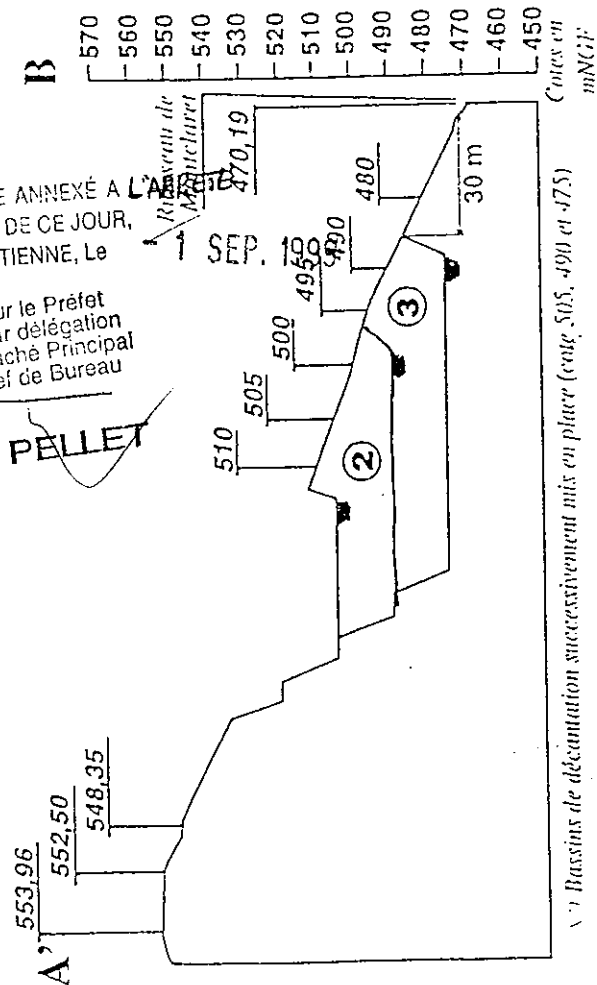 E ANNEXÉ A L'ARRETÉ
DE CE JOUR,
TIENNE, Le
1 SEP. 1995
ur le Préfet
ar délégation
aché Principal
ef de Bureau
PELLET
A'
B
553,96
552,50
548,35
510
505
500
495
490
480
470,19
Ruisseau de
Montclaret
30 m
2
3
570
560
550
540
530
520
510
500
490
480
470
460
450
Cotes en
mNGF
Bassins de décantation successivement mis en place (cote 505, 490 et 475)